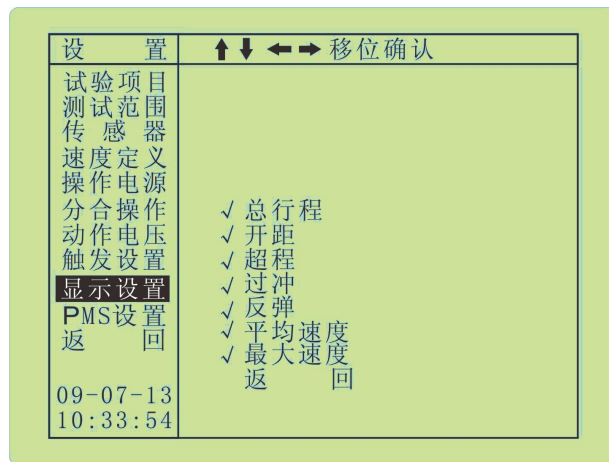 设 置
↑↓←→移位确认
试验项目
测试范围
传感器
速度定义
操作电源
分合操作
动作电压
触发设置
显示设置
PMS设置
返 回
09-07-13
10:33:54
√ 总行程
√ 开距
√ 超程
√ 过冲
√ 反弹
√ 平均速度
√ 最大速度
返 回